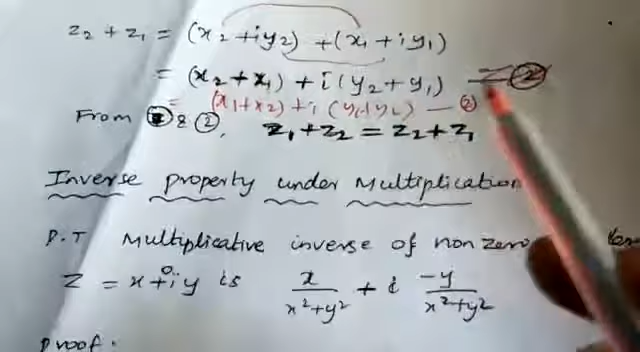 z₂ + z₁ = (x₂ + iy₂) + (x₁ + iy₁)
= (x₂ + x₁) + i(y₂ + y₁) — ②
= (x₁ + x₂) + i (y₁ + y₂) — ②
From ① & ②, z₁ + z₂ = z₂ + z₁
Inverse property under Multiplication
P.T Multiplicative inverse of non zero
z = x + iy is x/(x²+y²) + i -y/(x²+y²)
Proof: